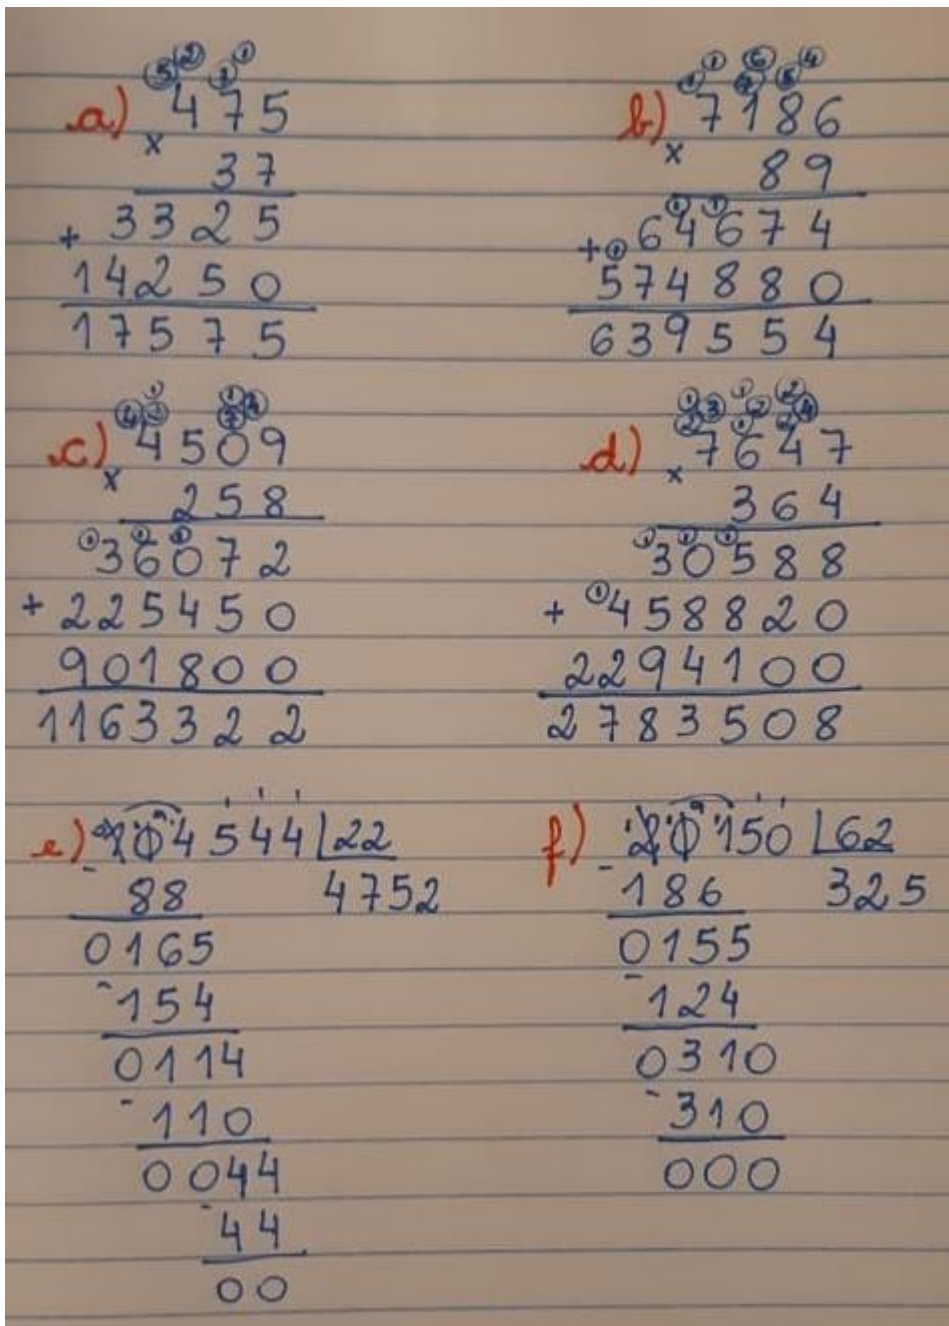 a) 475 b) 7186
x 37 x 89
3325 64674
+ 14250 + 574880
17575 639554
c) 4509 d) 7647
x 258 x 364
36072 30588
+ 225450 + 458820
901800 2294100
1163322 2783508
e) 104544 22 f) 20150 62
- 88 4752 - 186 325
0165 0155
- 154 - 124
0114 0310
- 110 - 310
0044 000
- 44
00